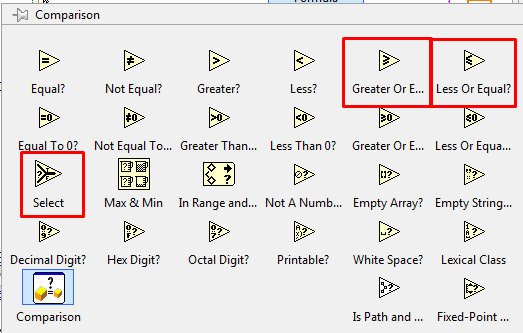 Comparison
Equal? Not Equal? Greater? Less? Greater Or E... Less Or Equal?
Equal To 0? Not Equal To... Greater Than... Less Than 0? Greater Or E... Less Or Equa...
Select Max & Min In Range and... Not A Numb... Empty Array? Empty String...
Decimal Digit? Hex Digit? Octal Digit? Printable? White Space? Lexical Class
Comparison Is Path and ... Fixed-Point ...